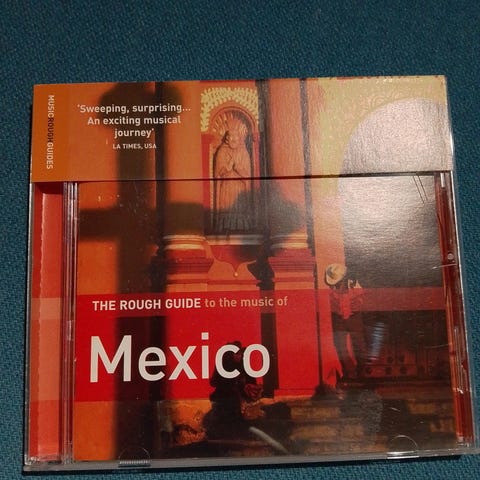 MUSIC ROUGH GUIDES
'Sweeping, surprising...
An exciting musical
journey'
LA TIMES, USA
THE ROUGH GUIDE to the music of
Mexico